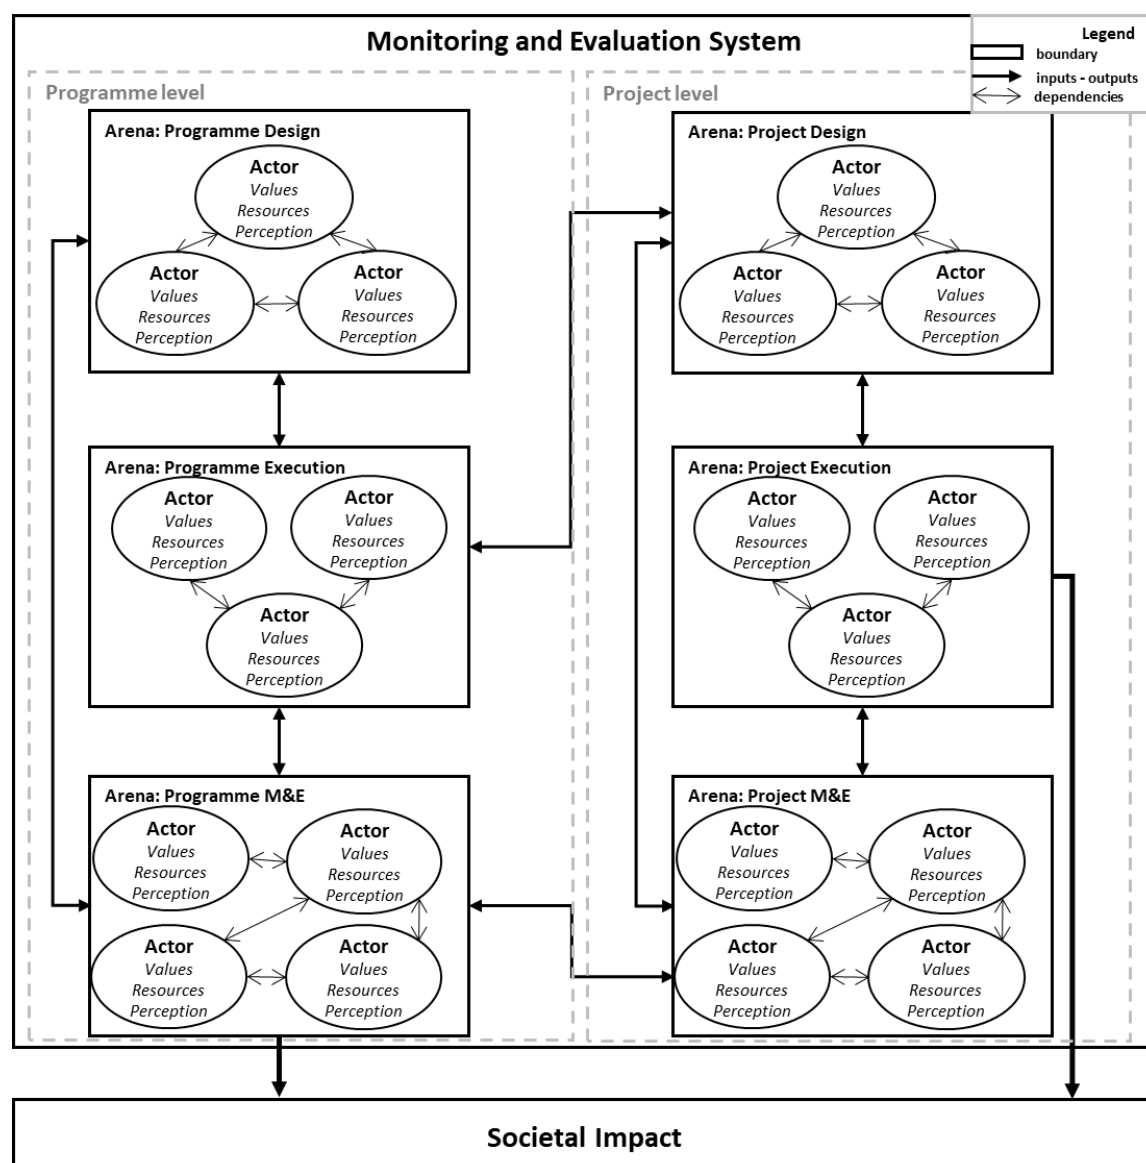 Monitoring and Evaluation System
Legend
boundary
inputs - outputs
dependencies
Programme level
Arena: Programme Design
Actor
Values
Resources
Perception
Actor
Values
Resources
Perception
Actor
Values
Resources
Perception
Arena: Programme Execution
Actor
Values
Resources
Perception
Actor
Values
Resources
Perception
Actor
Values
Resources
Perception
Arena: Programme M&E
Actor
Values
Resources
Perception
Actor
Values
Resources
Perception
Actor
Values
Resources
Perception
Actor
Values
Resources
Perception
Project level
Arena: Project Design
Actor
Values
Resources
Perception
Actor
Values
Resources
Perception
Actor
Values
Resources
Perception
Arena: Project Execution
Actor
Values
Resources
Perception
Actor
Values
Resources
Perception
Actor
Values
Resources
Perception
Arena: Project M&E
Actor
Values
Resources
Perception
Actor
Values
Resources
Perception
Actor
Values
Resources
Perception
Actor
Values
Resources
Perception
Societal Impact